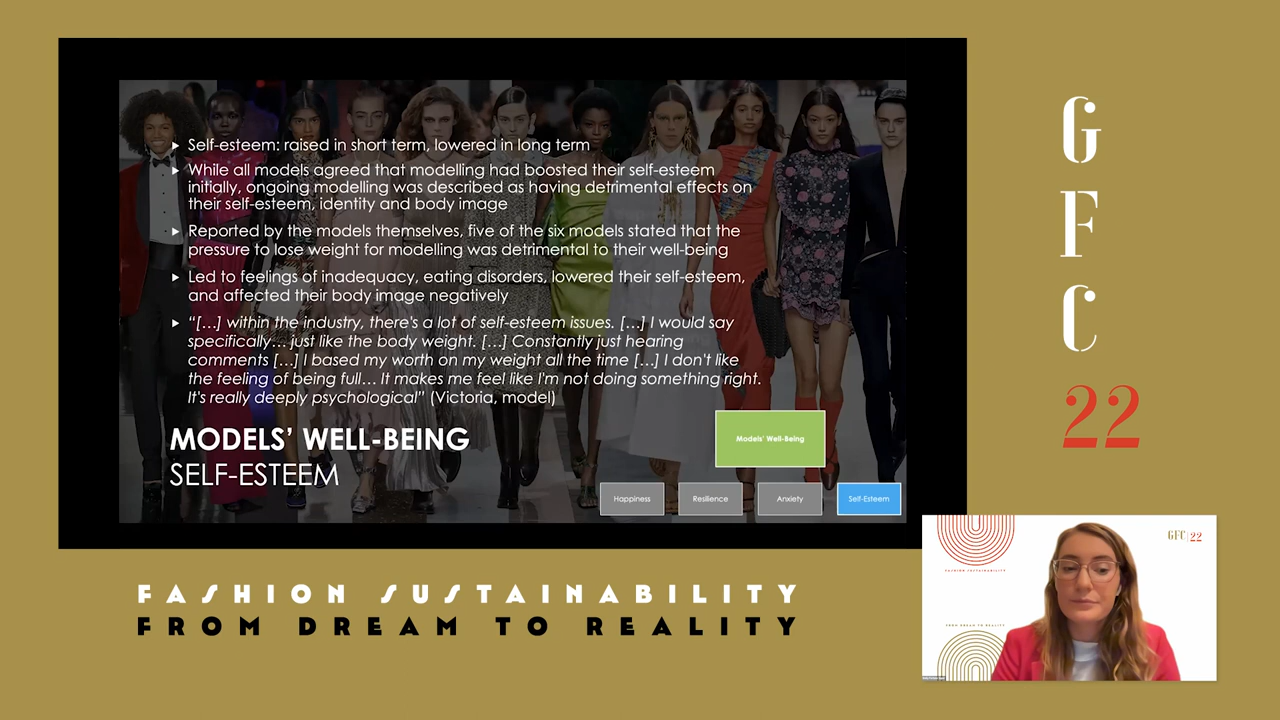 Self-esteem: raised in short term, lowered in long term
While all models agreed that modelling had boosted their self-esteem
initially, ongoing modelling was described as having detrimental effects on
their self-esteem, identity and body image
Reported by the models themselves, five of the six models stated that the
pressure to lose weight for modelling was detrimental to their well-being
Led to feelings of inadequacy, eating disorders, lowered their self-esteem,
and affected their body image negatively
“[…] within the industry, there's a lot of self-esteem issues. […] I would say
specifically… just like the body weight. […] Constantly just hearing
comments […] I based my worth on my weight all the time […] I don't like
the feeling of being full… It makes me feel like I'm not doing something right.
It's really deeply psychological” (Victoria, model)
MODELS’ WELL-BEING
SELF-ESTEEM
Models’ Well-Being
Happiness
Resilience
Anxiety
Self-Esteem
G
F
C
22
FASHION SUSTAINABILITY
FROM DREAM TO REALITY
GFC 22
FASHION SUSTAINABILITY
FROM DREAM TO REALITY